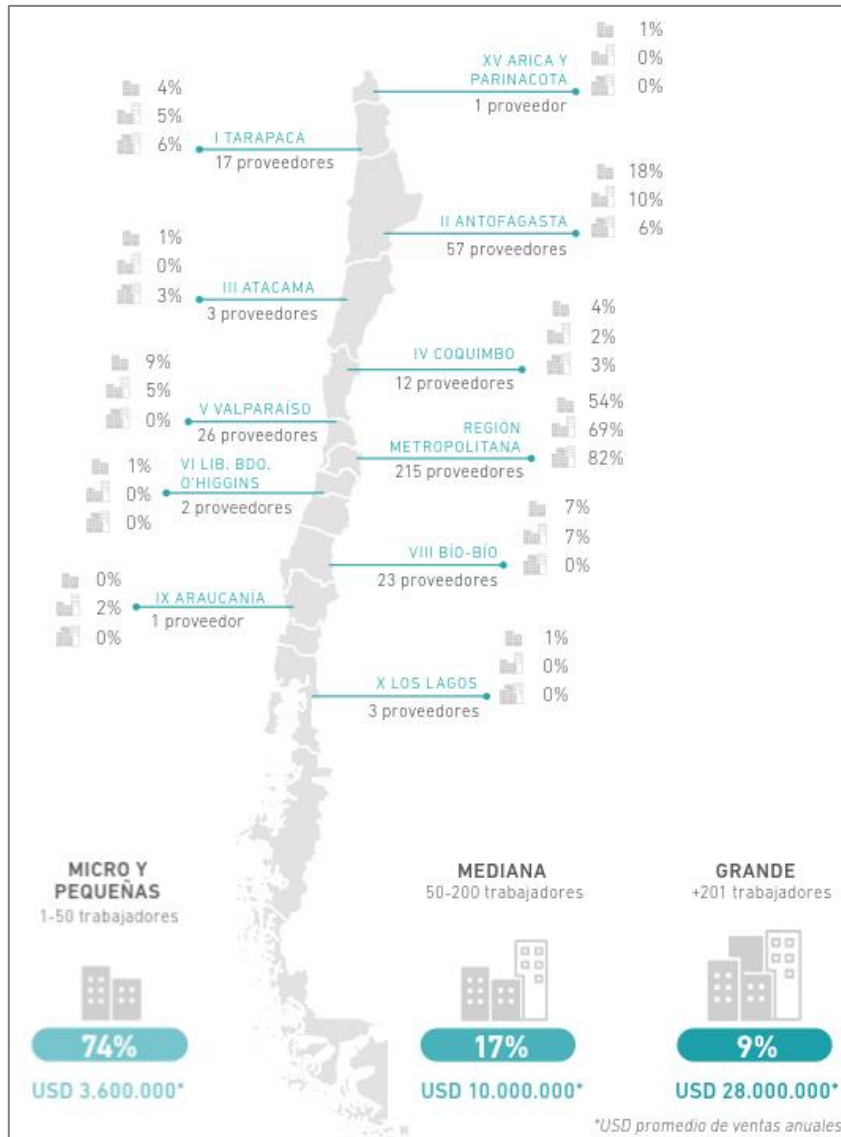 1%
XV ARICA Y
PARINACOTA
0%
0%
1 proveedor
4%
5%
6%
I TARAPACÁ
17 proveedores
18%
10%
6%
II ANTOFAGASTA
57 proveedores
1%
0%
3%
III ATACAMA
3 proveedores
4%
2%
3%
IV COQUIMBO
12 proveedores
9%
5%
0%
V VALPARAÍSO
26 proveedores
54%
69%
82%
REGIÓN
METROPOLITANA
215 proveedores
1%
0%
0%
VI LIB. BDO.
O'HIGGINS
2 proveedores
7%
7%
0%
VIII BÍO-BÍO
23 proveedores
0%
2%
0%
IX ARAUCANÍA
1 proveedor
1%
0%
0%
X LOS LAGOS
3 proveedores
MICRO Y
PEQUEÑAS
1-50 trabajadores
74%
USD 3.600.000*
MEDIANA
50-200 trabajadores
17%
USD 10.000.000*
GRANDE
+201 trabajadores
9%
USD 28.000.000*
*USD promedio de ventas anuales